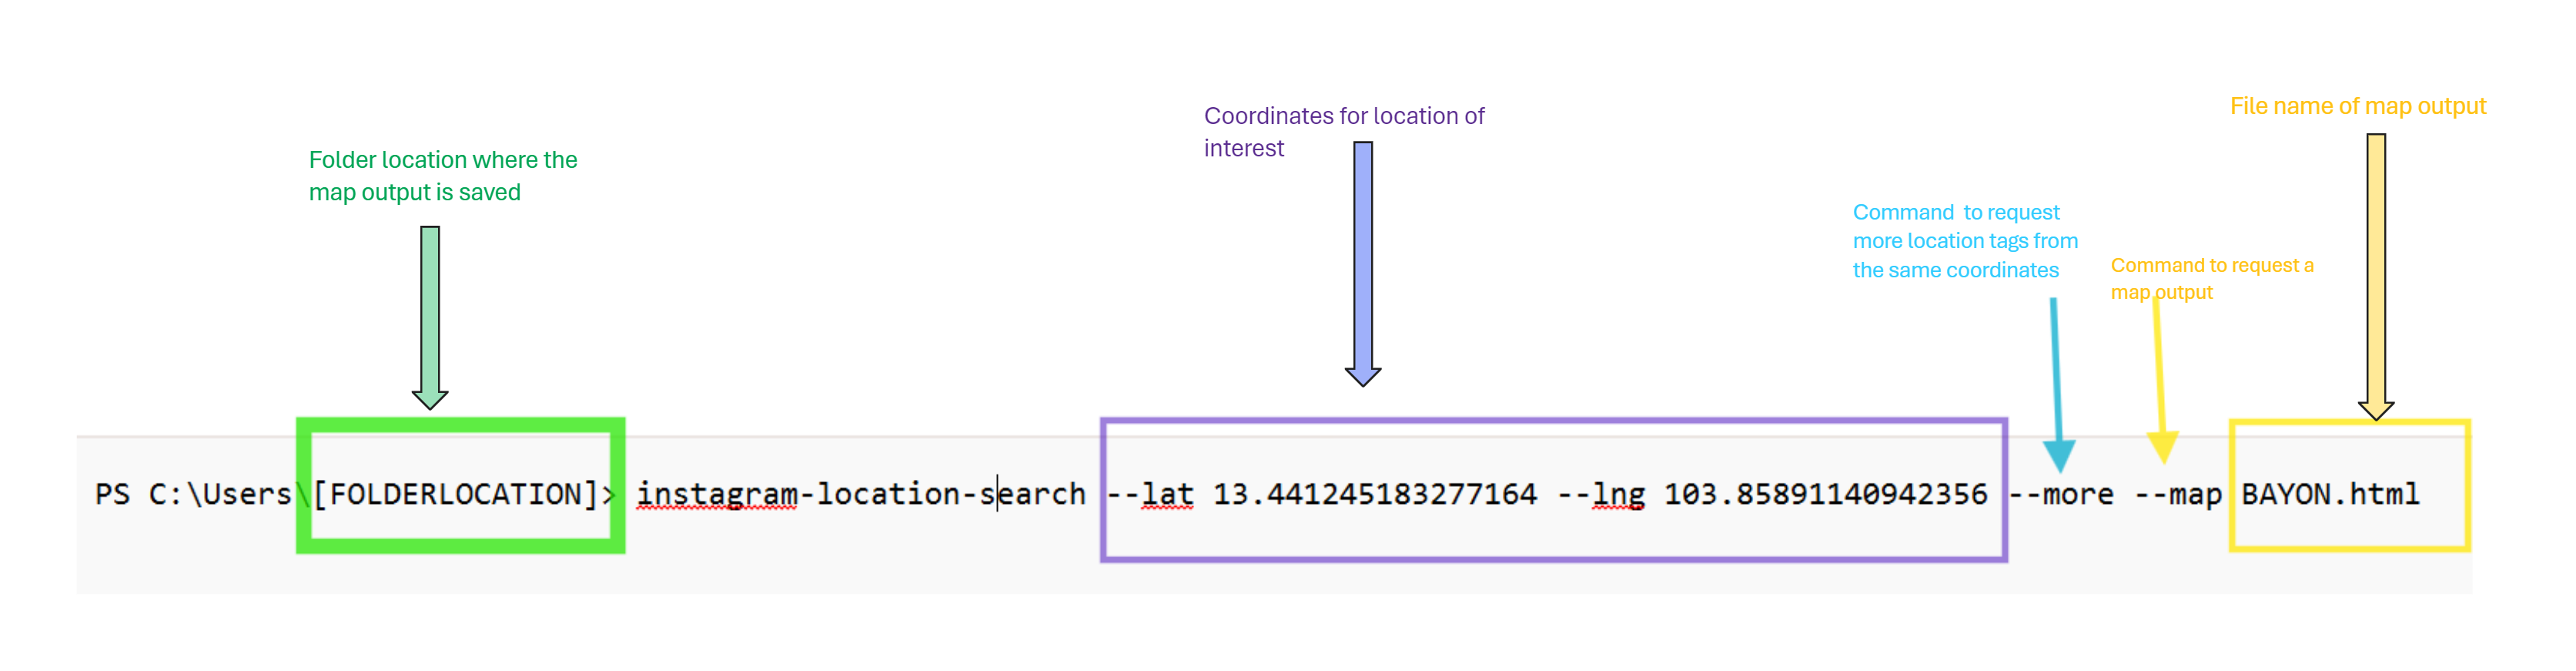 File name of map output
Coordinates for location of
interest
Folder location where the
map output is saved
Command  to request
more location tags from
the same coordinates
Command to request a
map output
PS C:\Users\[FOLDERLOCATION]> instagram-location-search --lat 13.441245183277164 --lng 103.85891140942356 --more --map BAYON.html